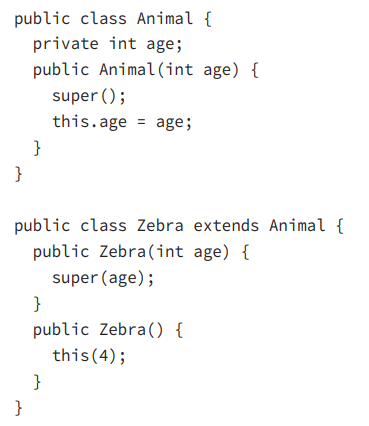 public class Animal {
  private int age;
  public Animal(int age) {
    super();
    this.age = age;
  }
}

public class Zebra extends Animal {
  public Zebra(int age) {
    super(age);
  }
  public Zebra() {
    this(4);
  }
}